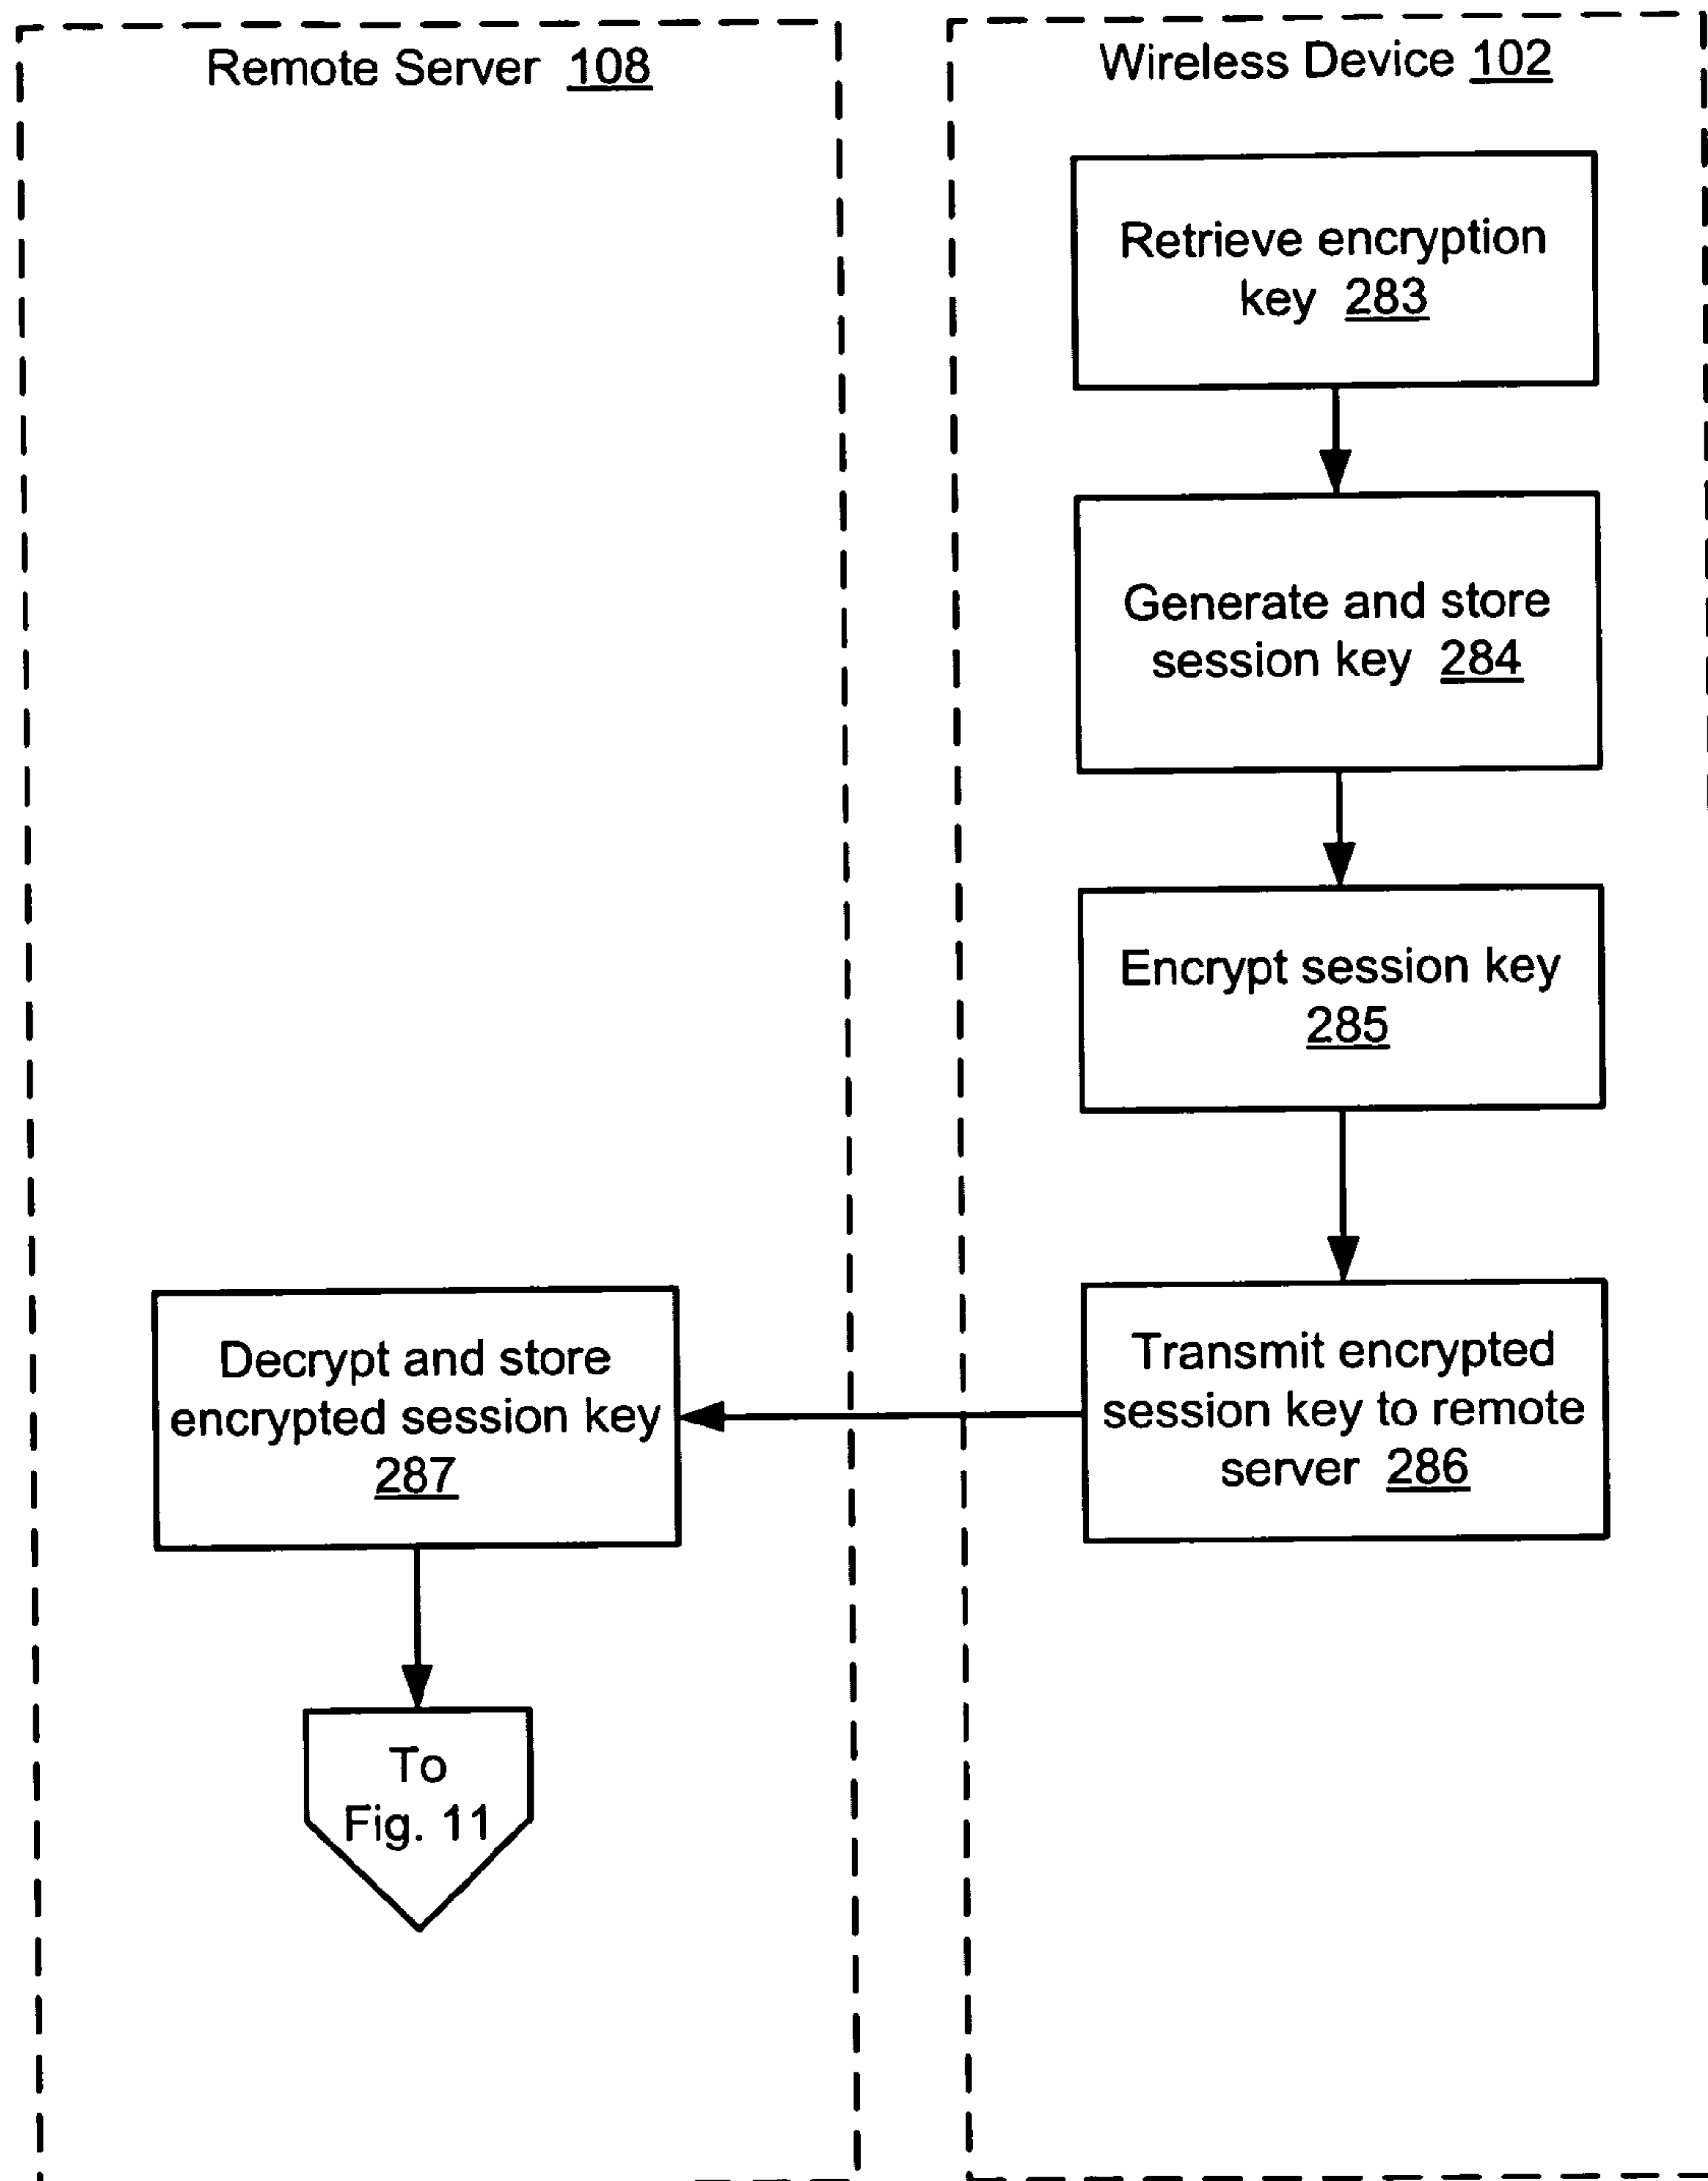 Remote Server 108
Wireless Device 102
Retrieve encryption
key 283
Generate and store
session key 284
Encrypt session key
285
Transmit encrypted
session key to remote
server 286
Decrypt and store
encrypted session key
287
To
Fig. 11